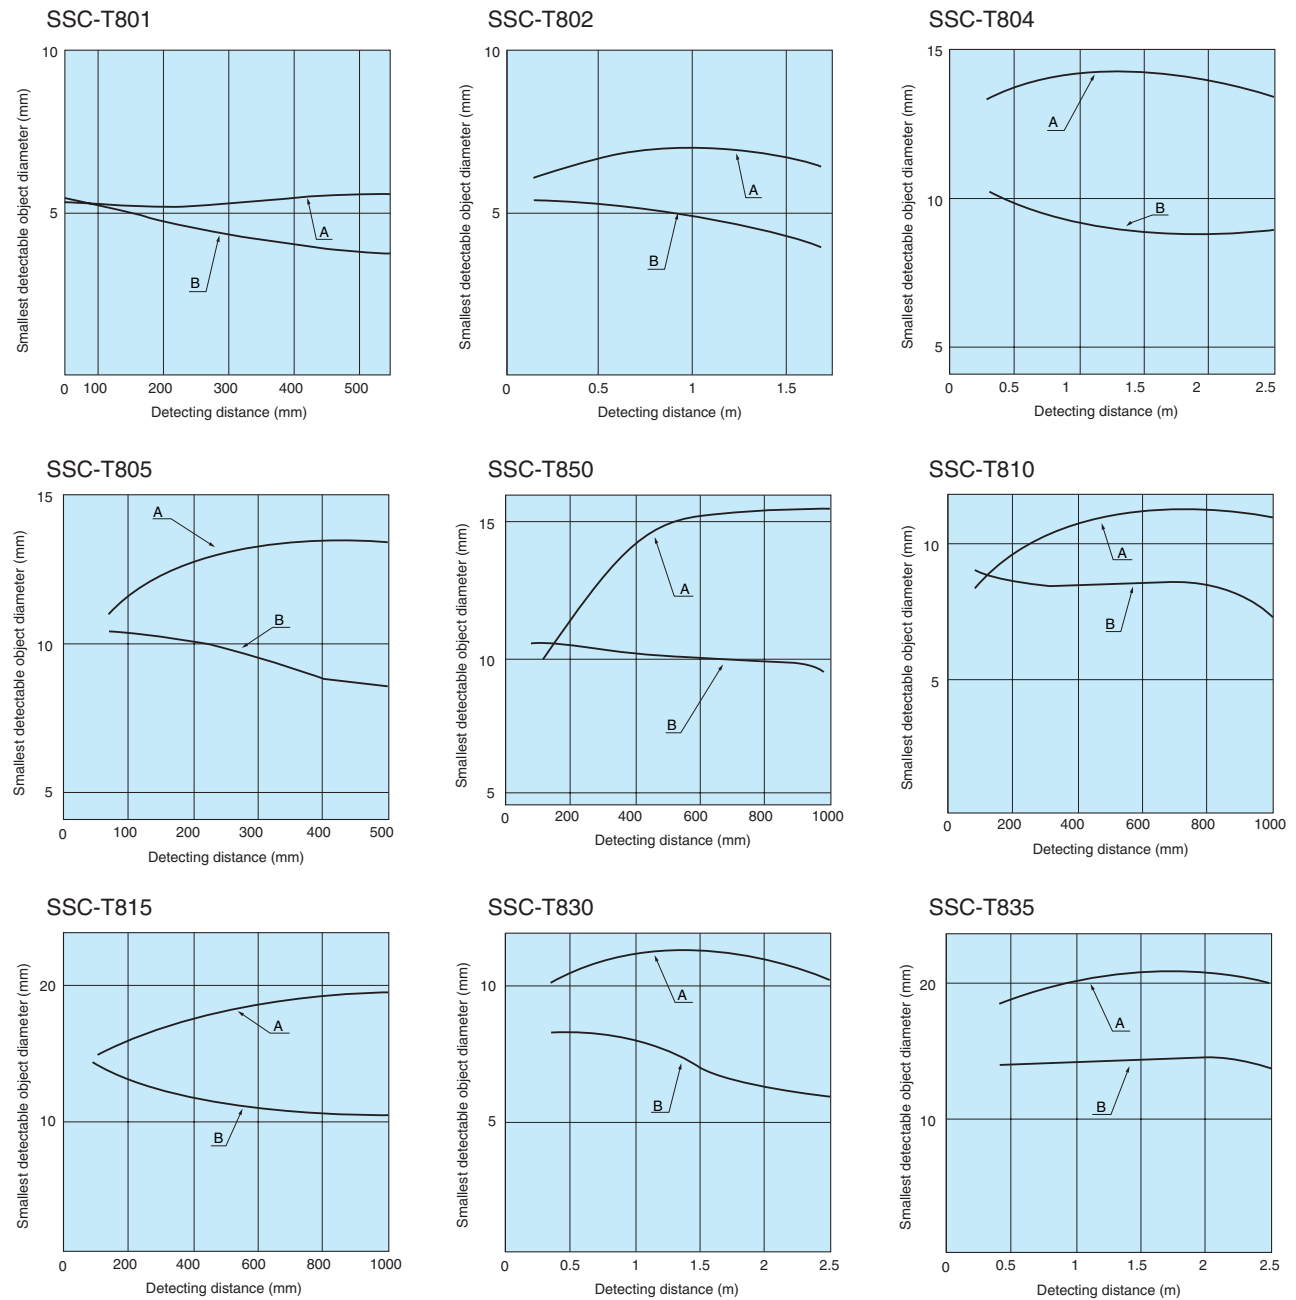 SSC-T801
10
5
Smallest detectable object diameter (mm)
A
B
0 100 200 300 400 500
Detecting distance (mm)
SSC-T802
10
5
Smallest detectable object diameter (mm)
A
B
0 0.5 1 1.5
Detecting distance (m)
SSC-T804
15
10
5
Smallest detectable object diameter (mm)
A
B
0 0.5 1 1.5 2 2.5
Detecting distance (m)
SSC-T805
15
10
5
Smallest detectable object diameter (mm)
A
B
0 100 200 300 400 500
Detecting distance (mm)
SSC-T850
15
10
5
Smallest detectable object diameter (mm)
A
B
0 200 400 600 800 1000
Detecting distance (mm)
SSC-T810
10
5
Smallest detectable object diameter (mm)
A
B
0 200 400 600 800 1000
Detecting distance (mm)
SSC-T815
20
10
Smallest detectable object diameter (mm)
A
B
0 200 400 600 800 1000
Detecting distance (mm)
SSC-T830
10
5
Smallest detectable object diameter (mm)
A
B
0 0.5 1 1.5 2 2.5
Detecting distance (m)
SSC-T835
20
10
Smallest detectable object diameter (mm)
A
B
0 0.5 1 1.5 2 2.5
Detecting distance (m)